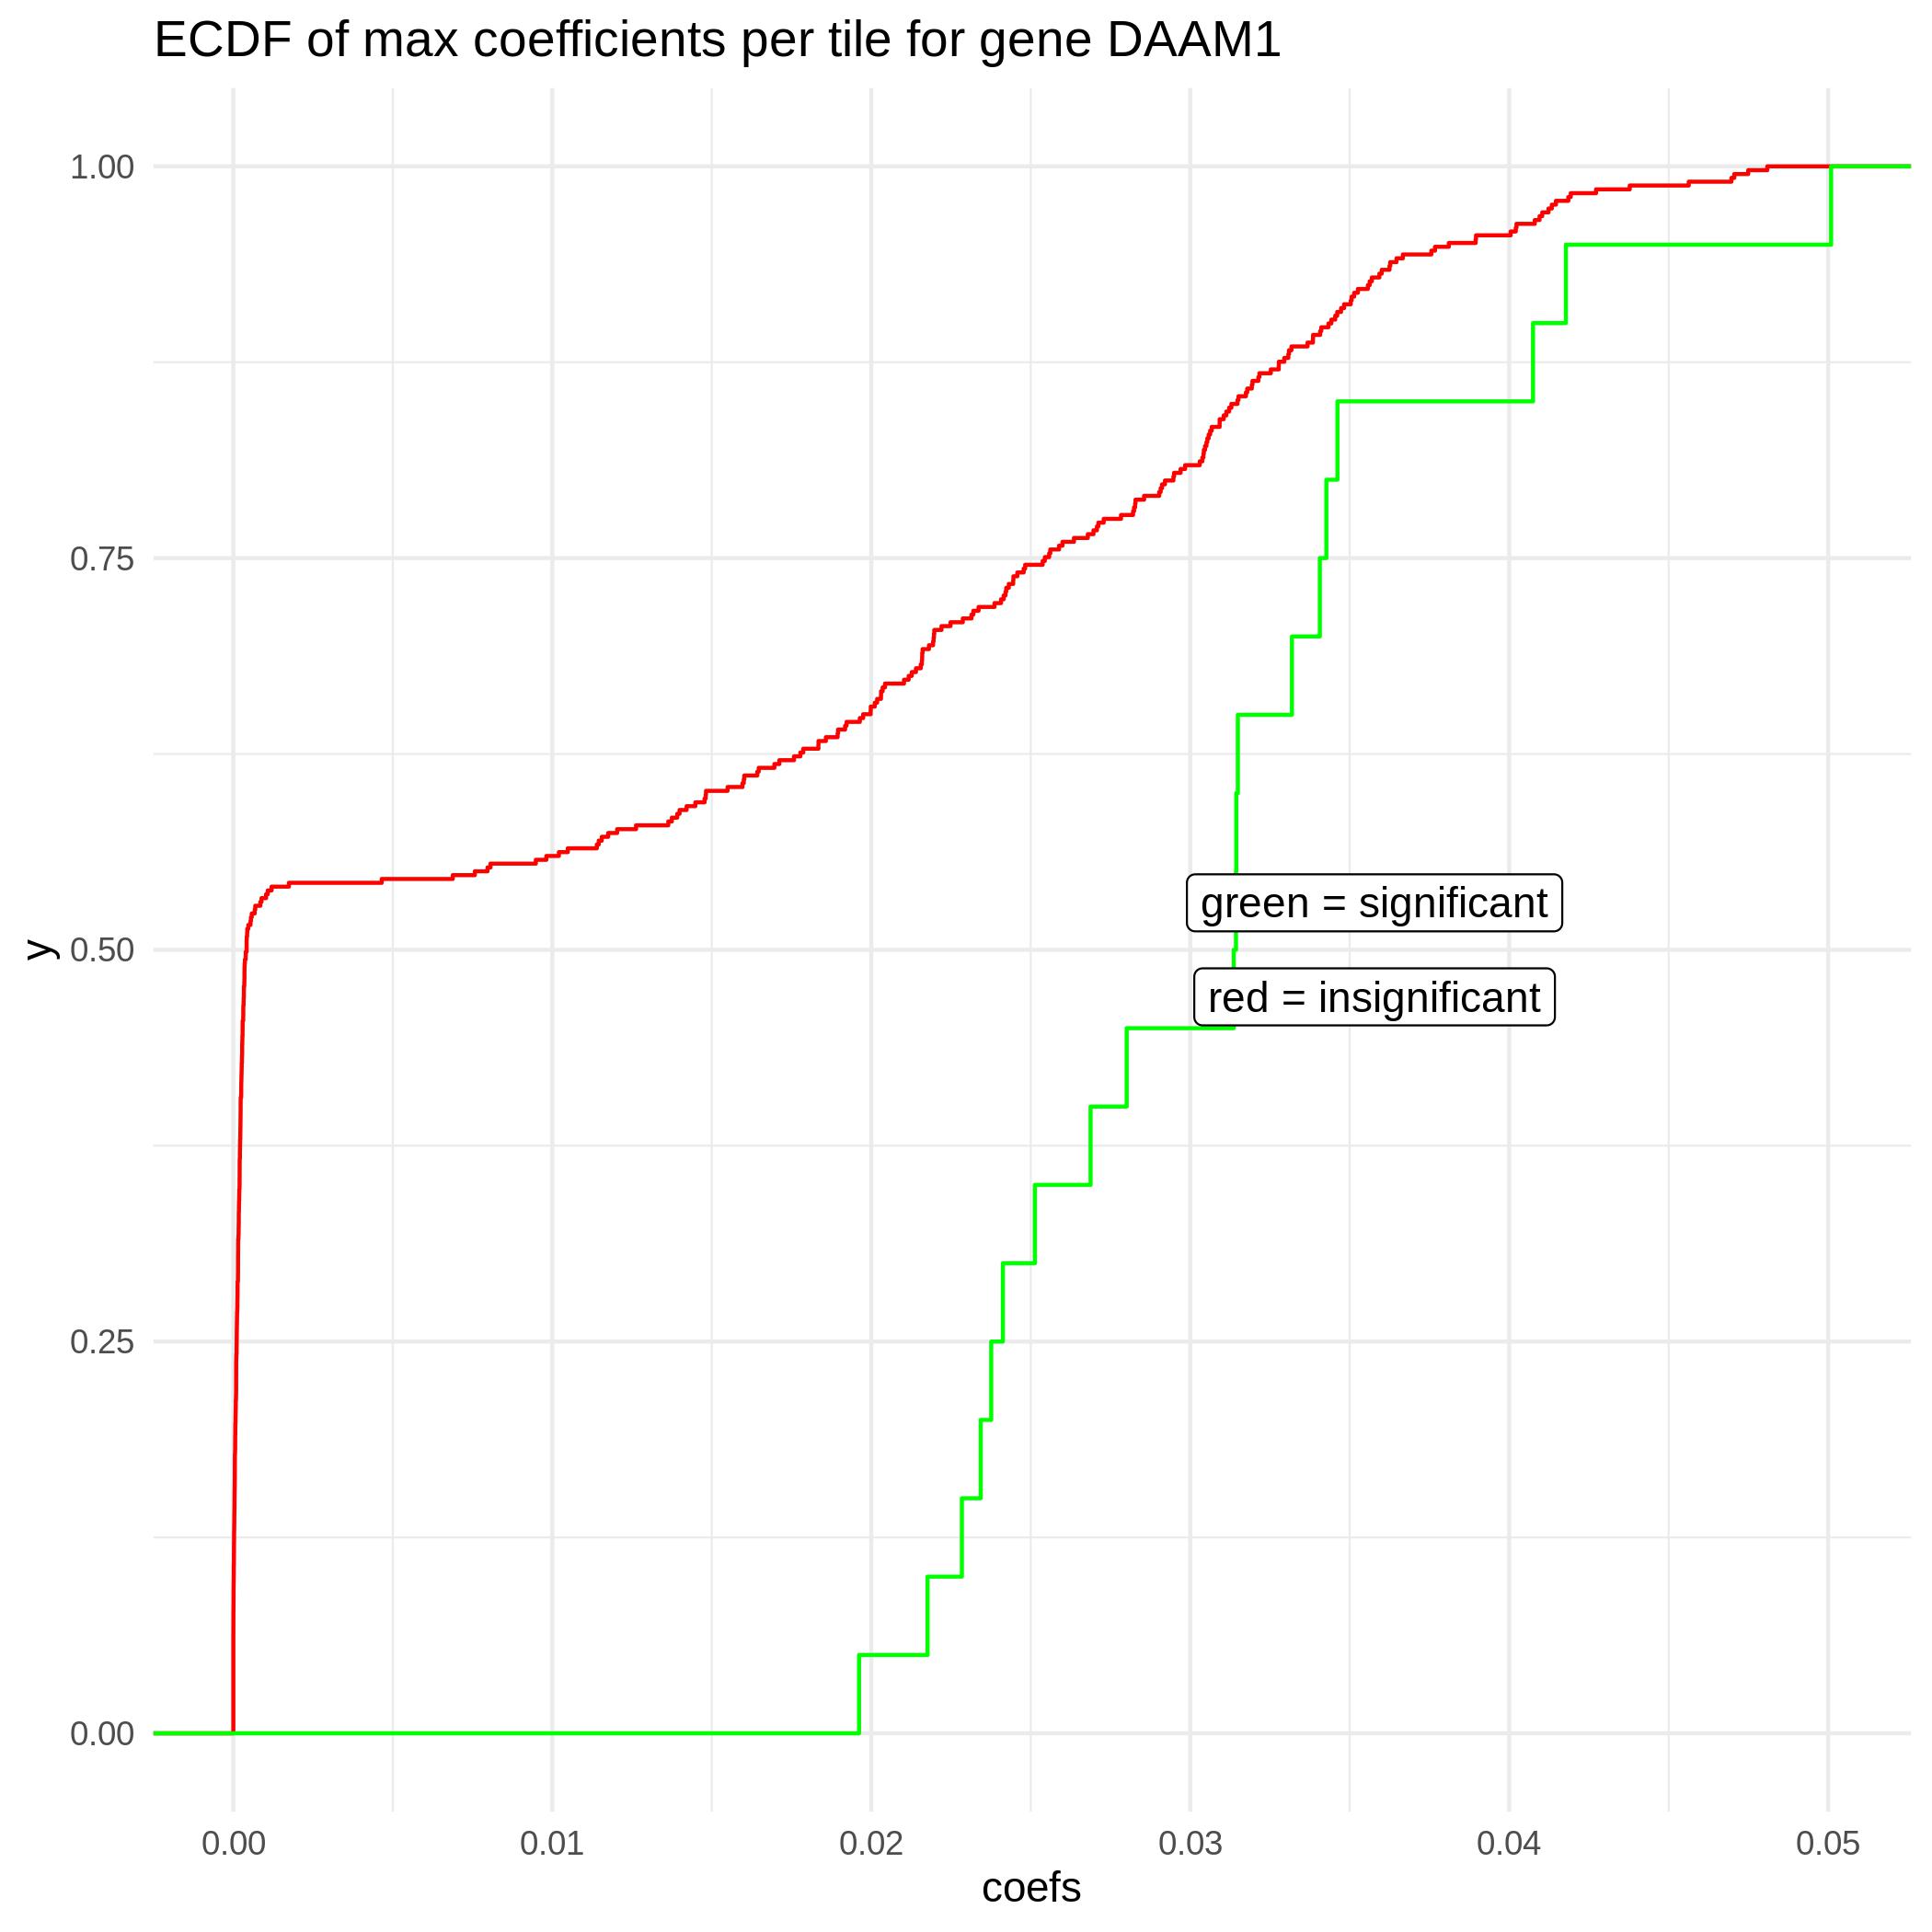 ECDF of max coefficients per tile for gene DAAM1
1.00
0.75
0.50
0.25
0.00
y
green = significant
red = insignificant
0.00 0.01 0.02 0.03 0.04 0.05
coefs